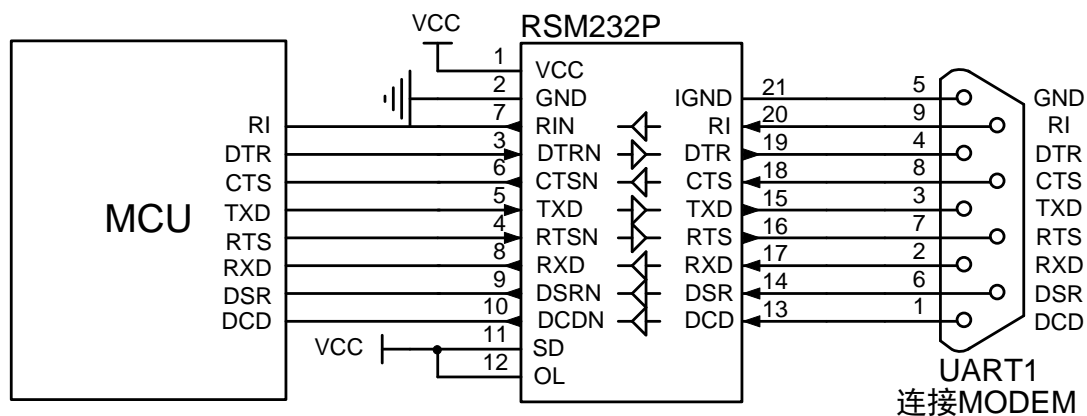 VCC
RSM232P
1
VCC
2
GND
IGND
21
5
GND
RI
7
RIN
RI
20
9
RI
DTR
3
DTRN
DTR
19
4
DTR
CTS
6
CTSN
CTS
18
8
CTS
MCU
TXD
5
TXD
TXD
15
3
TXD
RTS
4
RTSN
RTS
16
7
RTS
RXD
8
RXD
RXD
17
2
RXD
DSR
9
DSRN
DSR
14
6
DSR
DCD
10
DCDN
DCD
13
1
DCD
VCC
11
SD
12
OL
UART1
连接MODEM